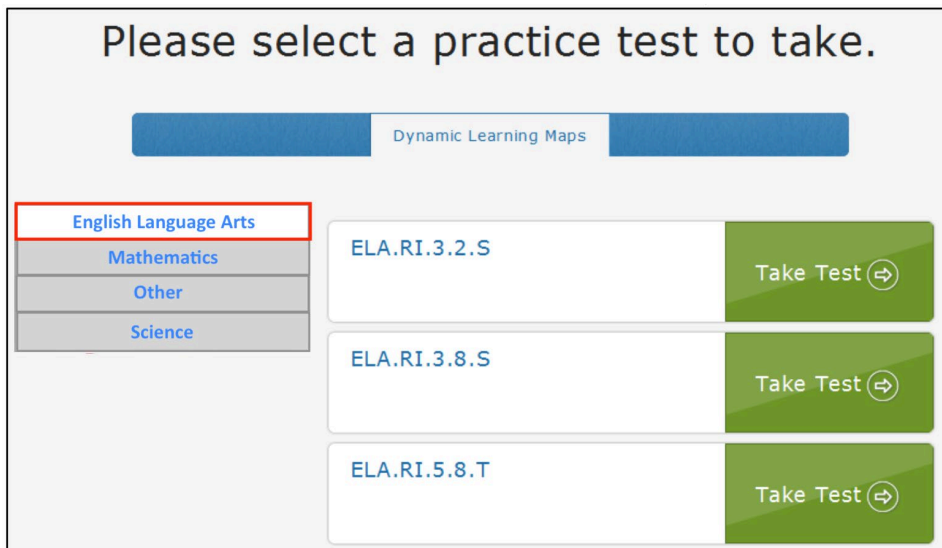 Please select a practice test to take.
Dynamic Learning Maps
English Language Arts
Mathematics
Other
Science
ELA.RI.3.2.S
Take Test
ELA.RI.3.8.S
Take Test
ELA.RI.5.8.T
Take Test